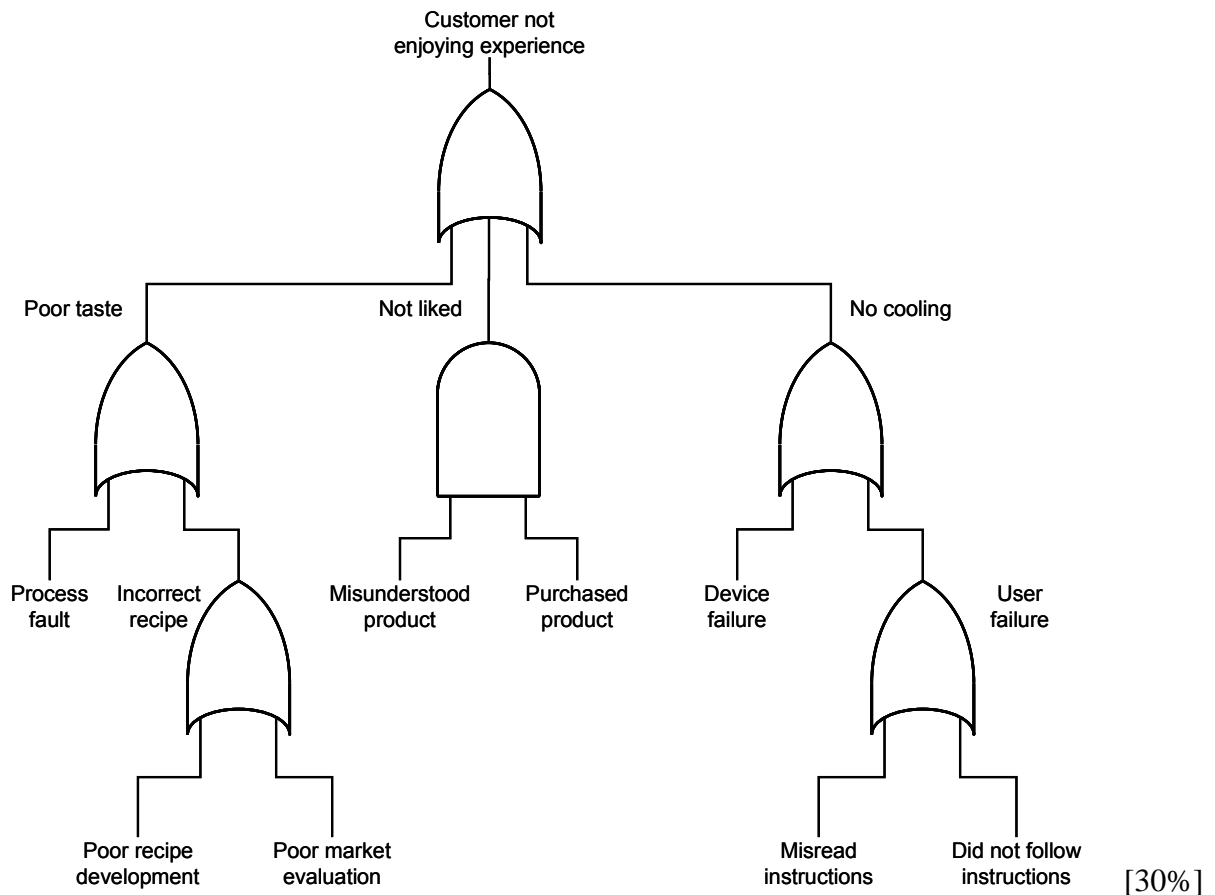 Customer not
enjoying experience
Poor taste
Not liked
No cooling
Process
fault
Incorrect
recipe
Misunderstood
product
Purchased
product
Device
failure
User
failure
Poor recipe
development
Poor market
evaluation
Misread
instructions
Did not follow
instructions
[30%]